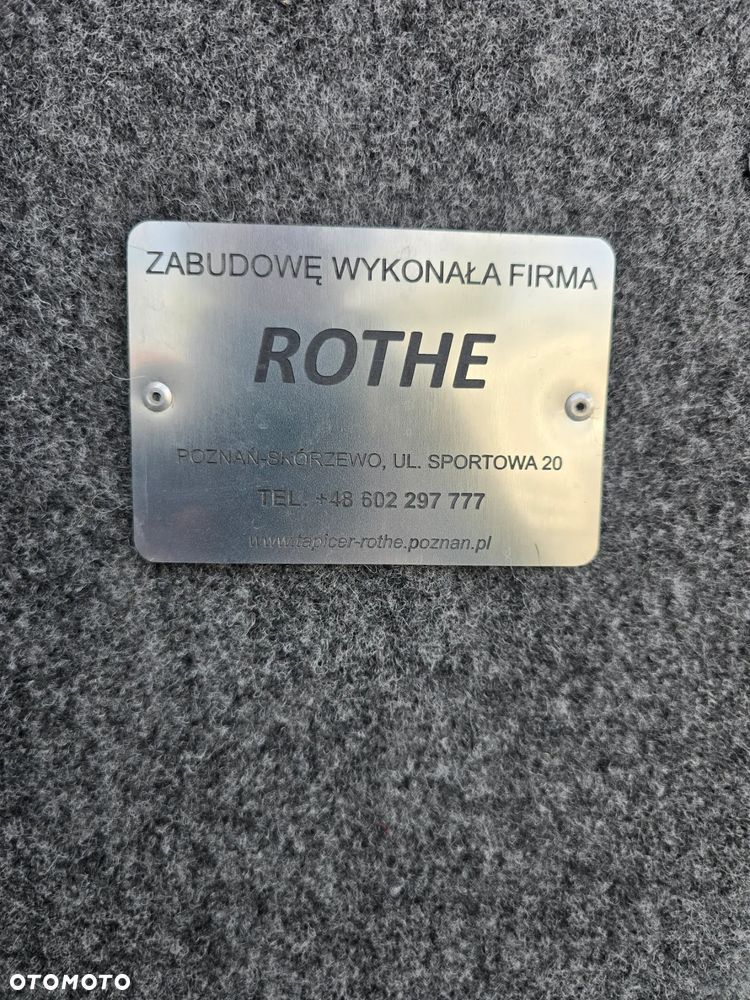 ZABUDOWĘ WYKONAŁA FIRMA
ROTHE
POZNAŃ-SKÓRZEWO, UL. SPORTOWA 20
TEL. +48 602 297 777
www.tapicer-rothe.poznan.pl
OTOMOTO